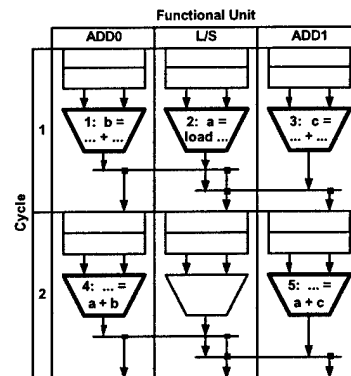 Functional Unit
ADD0 L/S ADD1
Cycle
1
1: b =
... + ...
2: a =
load ...
3: c =
... + ...
2
4: ... =
a + b
5: ... =
a + c